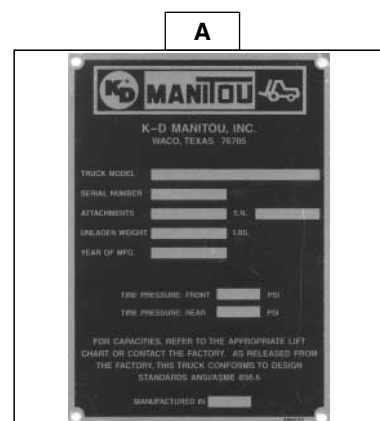 A
KD MANITOU
K-D MANITOU, INC.
WACO, TEXAS 76705
TRUCK MODEL
SERIAL NUMBER
ATTACHMENTS S.N.
UNLADEN WEIGHT LBS.
YEAR OF MFG.
TIRE PRESSURE: FRONT PSI
TIRE PRESSURE: REAR PSI
FOR CAPACITIES, REFER TO THE APPROPRIATE LIFT
CHART OR CONTACT THE FACTORY. AS RELEASED FROM
THE FACTORY, THIS TRUCK CONFORMS TO DESIGN
STANDARDS ANSI/ASME B56.6
MANUFACTURED IN